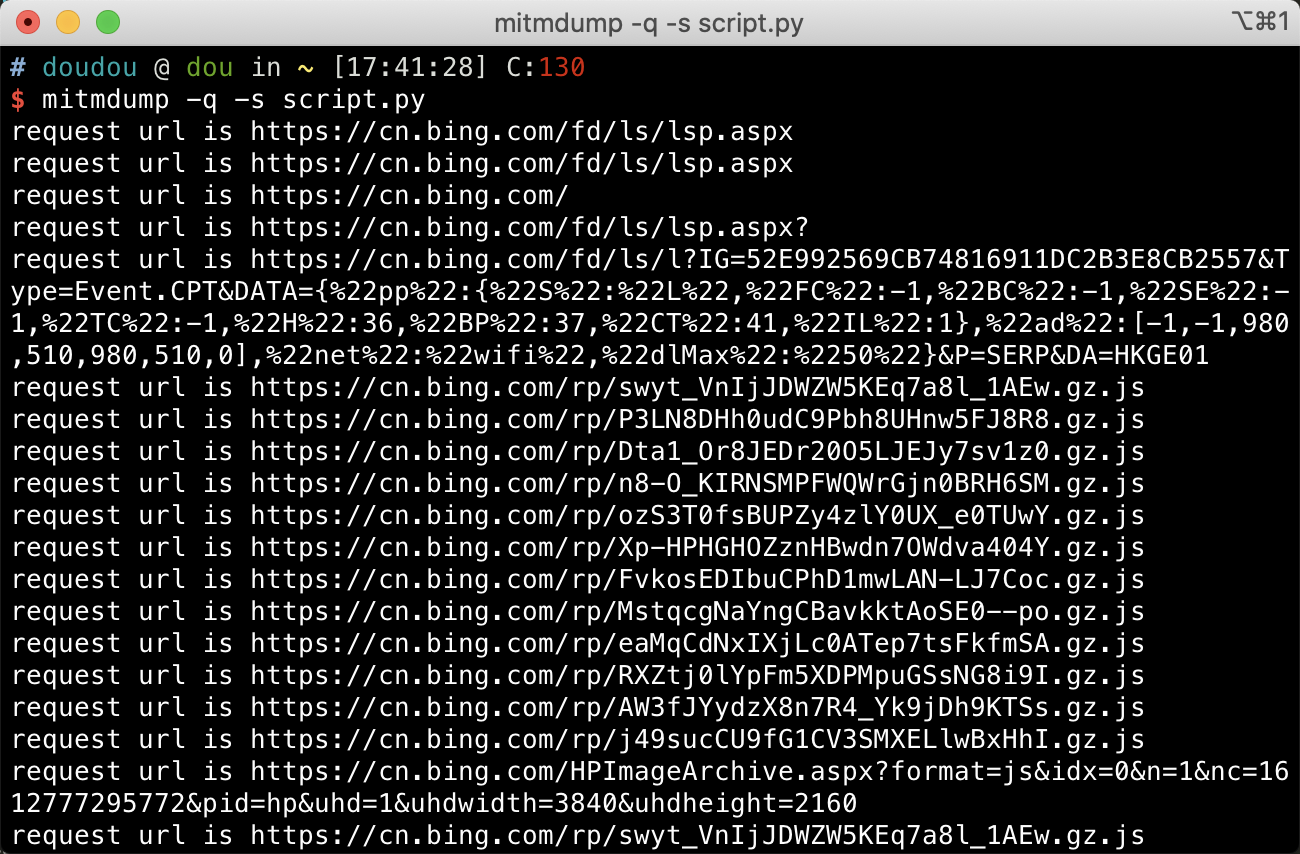 mitmdump -q -s script.py
⌥⌘1
# doudou @ dou in ~ [17:41:28] C:130
$ mitmdump -q -s script.py
request url is https://cn.bing.com/fd/ls/lsp.aspx
request url is https://cn.bing.com/fd/ls/lsp.aspx
request url is https://cn.bing.com/
request url is https://cn.bing.com/fd/ls/lsp.aspx?
request url is https://cn.bing.com/fd/ls/l?IG=52E992569CB74816911DC2B3E8CB2557&T
ype=Event.CPT&DATA={%22pp%22:{%22S%22:%22L%22,%22FC%22:-1,%22BC%22:-1,%22SE%22:-
1,%22TC%22:-1,%22H%22:36,%22BP%22:37,%22CT%22:41,%22IL%22:1},%22ad%22:[-1,-1,980
,510,980,510,0],%22net%22:%22wifi%22,%22dlMax%22:%2250%22}&P=SERP&DA=HKGE01
request url is https://cn.bing.com/rp/swyt_VnIjJDWZW5KEq7a8l_1AEw.gz.js
request url is https://cn.bing.com/rp/P3LN8DHh0udC9Pbh8UHnw5FJ8R8.gz.js
request url is https://cn.bing.com/rp/Dta1_Or8JEDr20O5LJEJy7sv1z0.gz.js
request url is https://cn.bing.com/rp/n8-O_KIRNSMPFWQWrGjn0BRH6SM.gz.js
request url is https://cn.bing.com/rp/ozS3T0fsBUPZy4zlY0UX_e0TUwY.gz.js
request url is https://cn.bing.com/rp/Xp-HPHGHOZznHBwdn7OWdva404Y.gz.js
request url is https://cn.bing.com/rp/FvkosEDIbuCPhD1mwLAN-LJ7Coc.gz.js
request url is https://cn.bing.com/rp/MstqcgNaYngCBavkktAoSE0--po.gz.js
request url is https://cn.bing.com/rp/eaMqCdNxIXjLc0ATep7tsFkfmSA.gz.js
request url is https://cn.bing.com/rp/RXZtj0lYpFm5XDPMpuGSsNG8i9I.gz.js
request url is https://cn.bing.com/rp/AW3fJYydzX8n7R4_Yk9jDh9KTSs.gz.js
request url is https://cn.bing.com/rp/j49sucCU9fG1CV3SMXELlwBxHhI.gz.js
request url is https://cn.bing.com/HPImageArchive.aspx?format=js&idx=0&n=1&nc=16
12777295772&pid=hp&uhd=1&uhdwidth=3840&uhdheight=2160
request url is https://cn.bing.com/rp/swyt_VnIjJDWZW5KEq7a8l_1AEw.gz.js